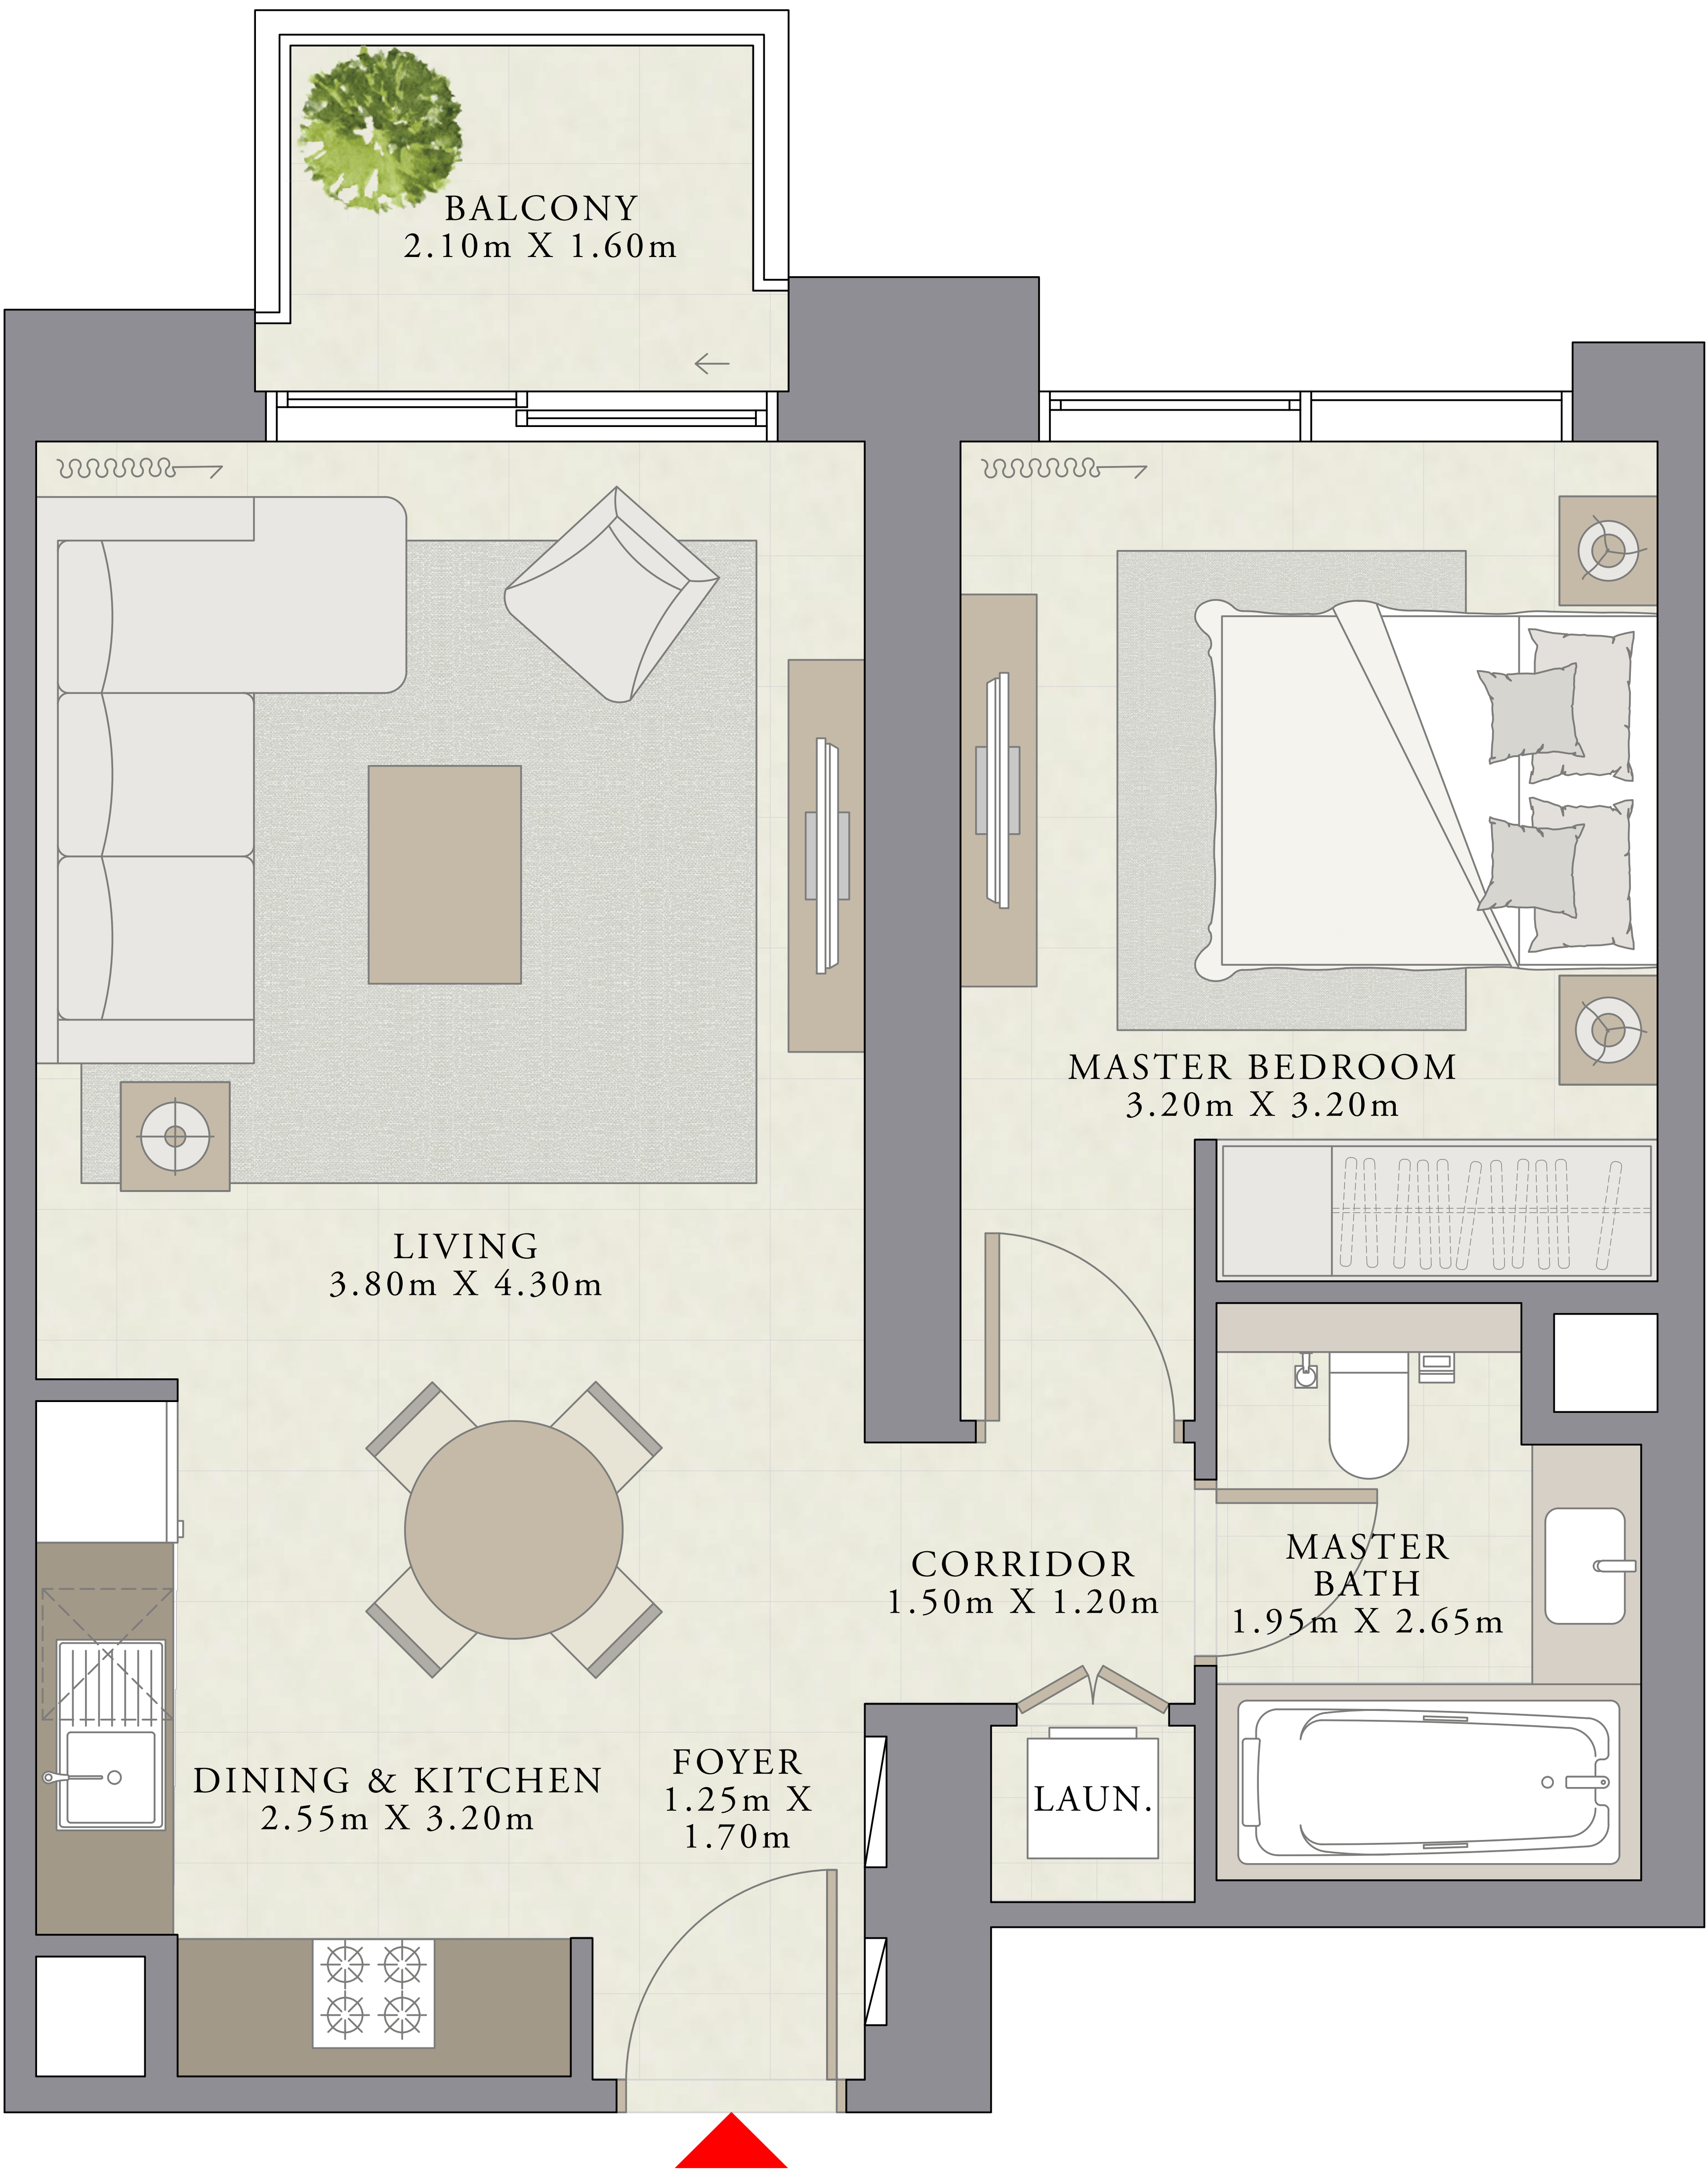 BALCONY
2.10m X 1.60m
MASTER BEDROOM
3.20m X 3.20m
LIVING
3.80m X 4.30m
CORRIDOR
1.50m X 1.20m
MASTER
BATH
1.95m X 2.65m
FOYER
1.25m X
1.70m
DINING & KITCHEN
2.55m X 3.20m
LAUN.